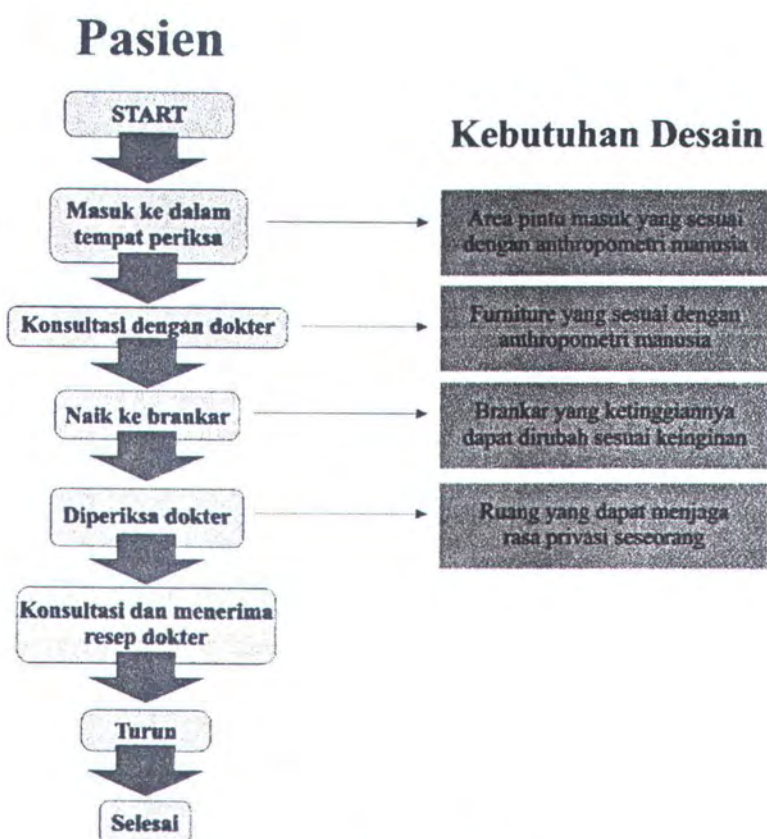 Pasien
START
Masuk ke dalam
tempat periksa
Konsultasi dengan dokter
Naik ke brankar
Diperiksa dokter
Konsultasi dan menerima
resep dokter
Turun
Selesai
Kebutuhan Desain
Area pintu masuk yang sesuai
dengan anthropometri manusia
Furniture yang sesuai dengan
anthropometri manusia
Brankar yang ketinggiannya
dapat dirubah sesuai keinginan
Ruang yang dapat menjaga
rasa privasi seseorang